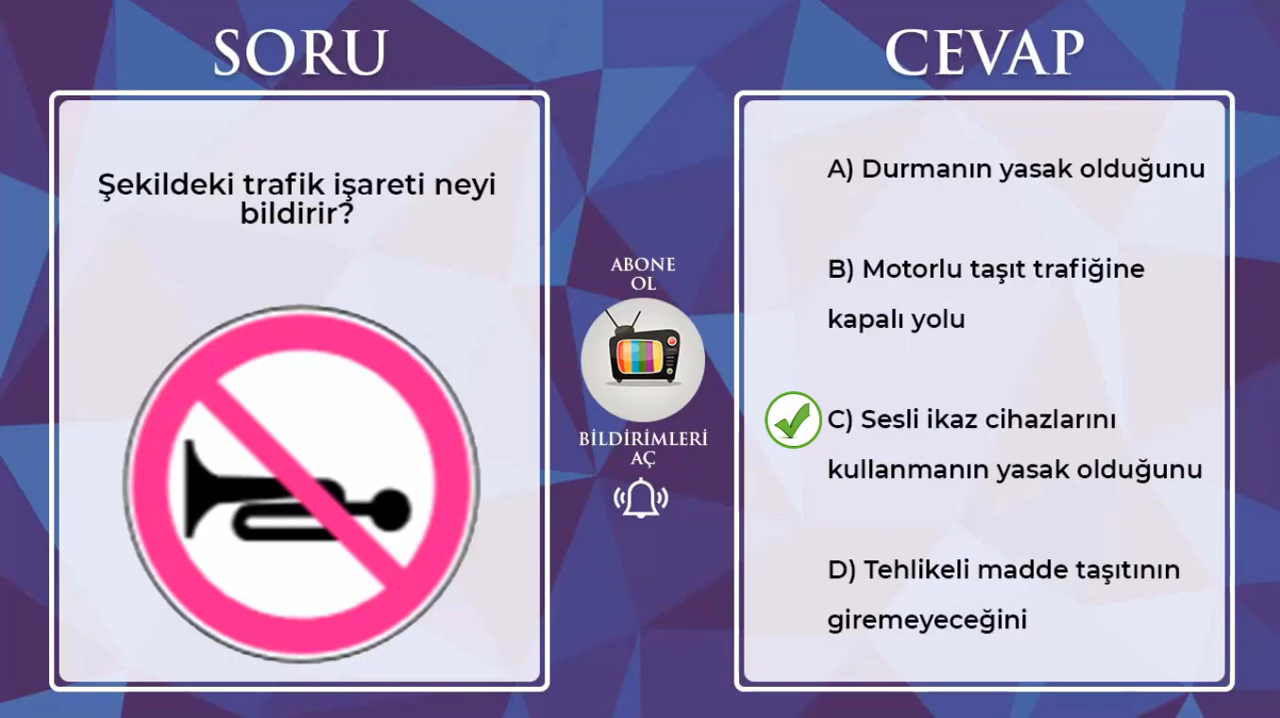 SORU
Şekildeki trafik işareti neyi
bildirir?
ABONE
OL
BİLDİRİMLERİ
AÇ
CEVAP
A) Durmanın yasak olduğunu
B) Motorlu taşıt trafiğine
kapalı yolu
C) Sesli ikaz cihazlarını
kullanmanın yasak olduğunu
D) Tehlikeli madde taşıtının
giremeyeceğini